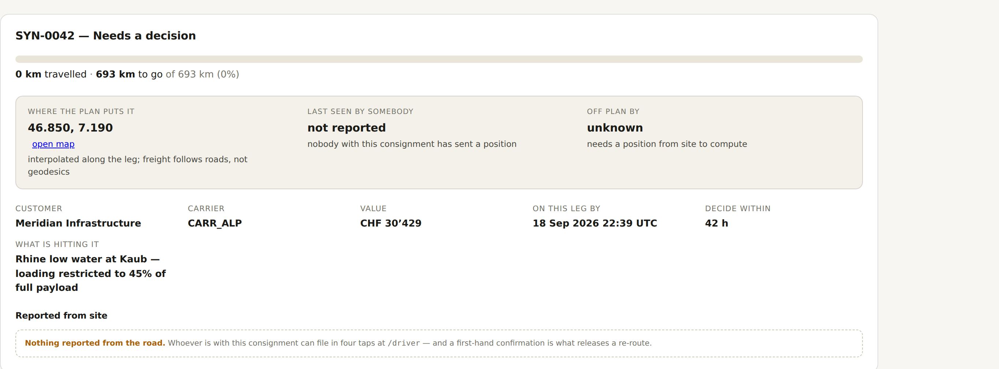 SYN-0042 — Needs a decision
0 km travelled · 693 km to go of 693 km (0%)
WHERE THE PLAN PUTS IT
46.850, 7.190
open map
interpolated along the leg; freight follows roads, not
geodesics
LAST SEEN BY SOMEBODY
not reported
nobody with this consignment has sent a position
OFF PLAN BY
unknown
needs a position from site to compute
CUSTOMER
Meridian Infrastructure
CARRIER
CARR_ALP
VALUE
CHF 30’429
ON THIS LEG BY
18 Sep 2026 22:39 UTC
DECIDE WITHIN
42 h
WHAT IS HITTING IT
Rhine low water at Kaub —
loading restricted to 45% of
full payload
Reported from site
Nothing reported from the road. Whoever is with this consignment can file in four taps at /driver — and a first-hand confirmation is what releases a re-route.